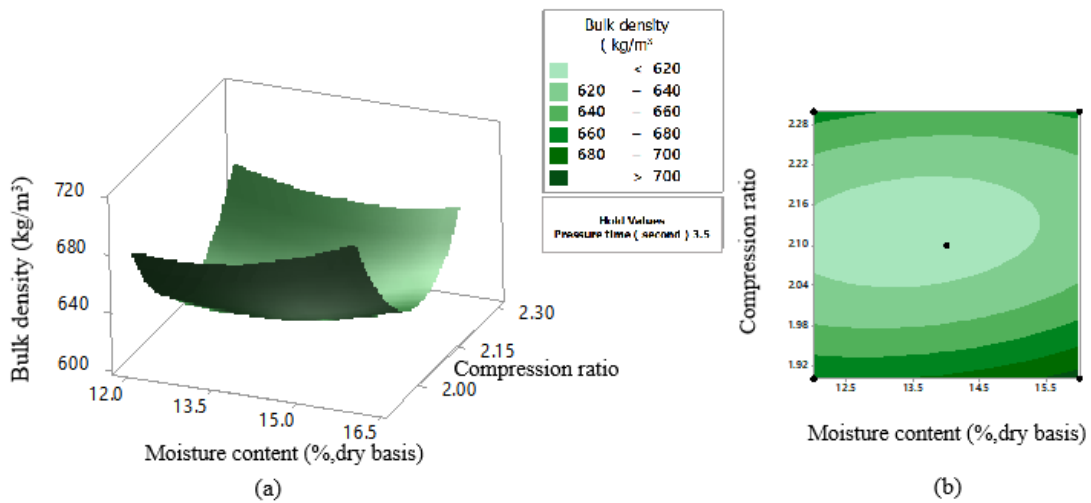 Bulk density
( kg/m³
< 620
620 – 640
640 – 660
660 – 680
680 – 700
> 700
Hold Values
Pressure time ( second ) 3.5
Bulk density (kg/m³)
720
680
640
600
12.0
13.5
15.0
16.5
Moisture content (%,dry basis)
2.30
2.15
2.00
Compression ratio
(a)
Compression ratio
2.28
2.22
2.16
2.10
2.04
1.98
1.92
12.5
13.5
14.5
15.5
Moisture content (%,dry basis)
(b)